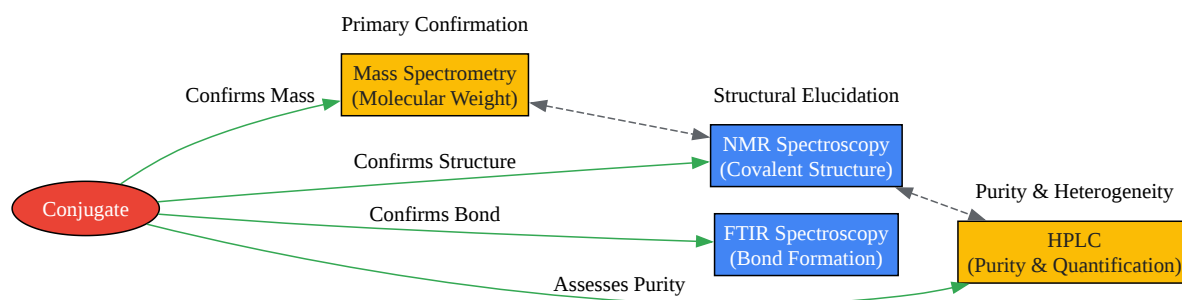 Primary Confirmation
Mass Spectrometry
(Molecular Weight)
Confirms Mass
Structural Elucidation
NMR Spectroscopy
(Covalent Structure)
Confirms Structure
Purity & Heterogeneity
Conjugate
Confirms Bond
FTIR Spectroscopy
(Bond Formation)
HPLC
(Purity & Quantification)
Assesses Purity